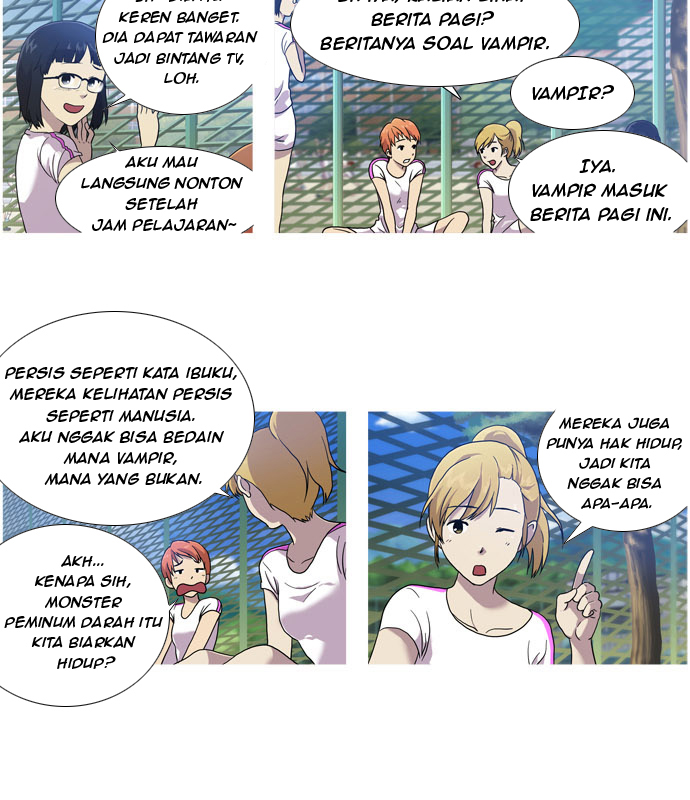 KEREN BANGET.
DIA DAPAT TAWARAN
JADI BINTANG TV,
LOH.
AKU MAU
LANGSUNG NONTON
SETELAH
JAM PELAJARAN~
BERITA PAGI?
BERITANYA SOAL VAMPIR.
VAMPIR?
IYA.
VAMPIR MASUK
BERITA PAGI INI.
PERSIS SEPERTI KATA IBUKU,
MEREKA KELIHATAN PERSIS
SEPERTI MANUSIA.
AKU NGGAK BISA BEDAIN
MANA VAMPIR,
MANA YANG BUKAN.
AKH...
KENAPA SIH,
MONSTER
PEMINUM DARAH ITU
KITA BIARKAN
HIDUP?
MEREKA JUGA
PUNYA HAK HIDUP,
JADI KITA
NGGAK BISA
APA-APA.